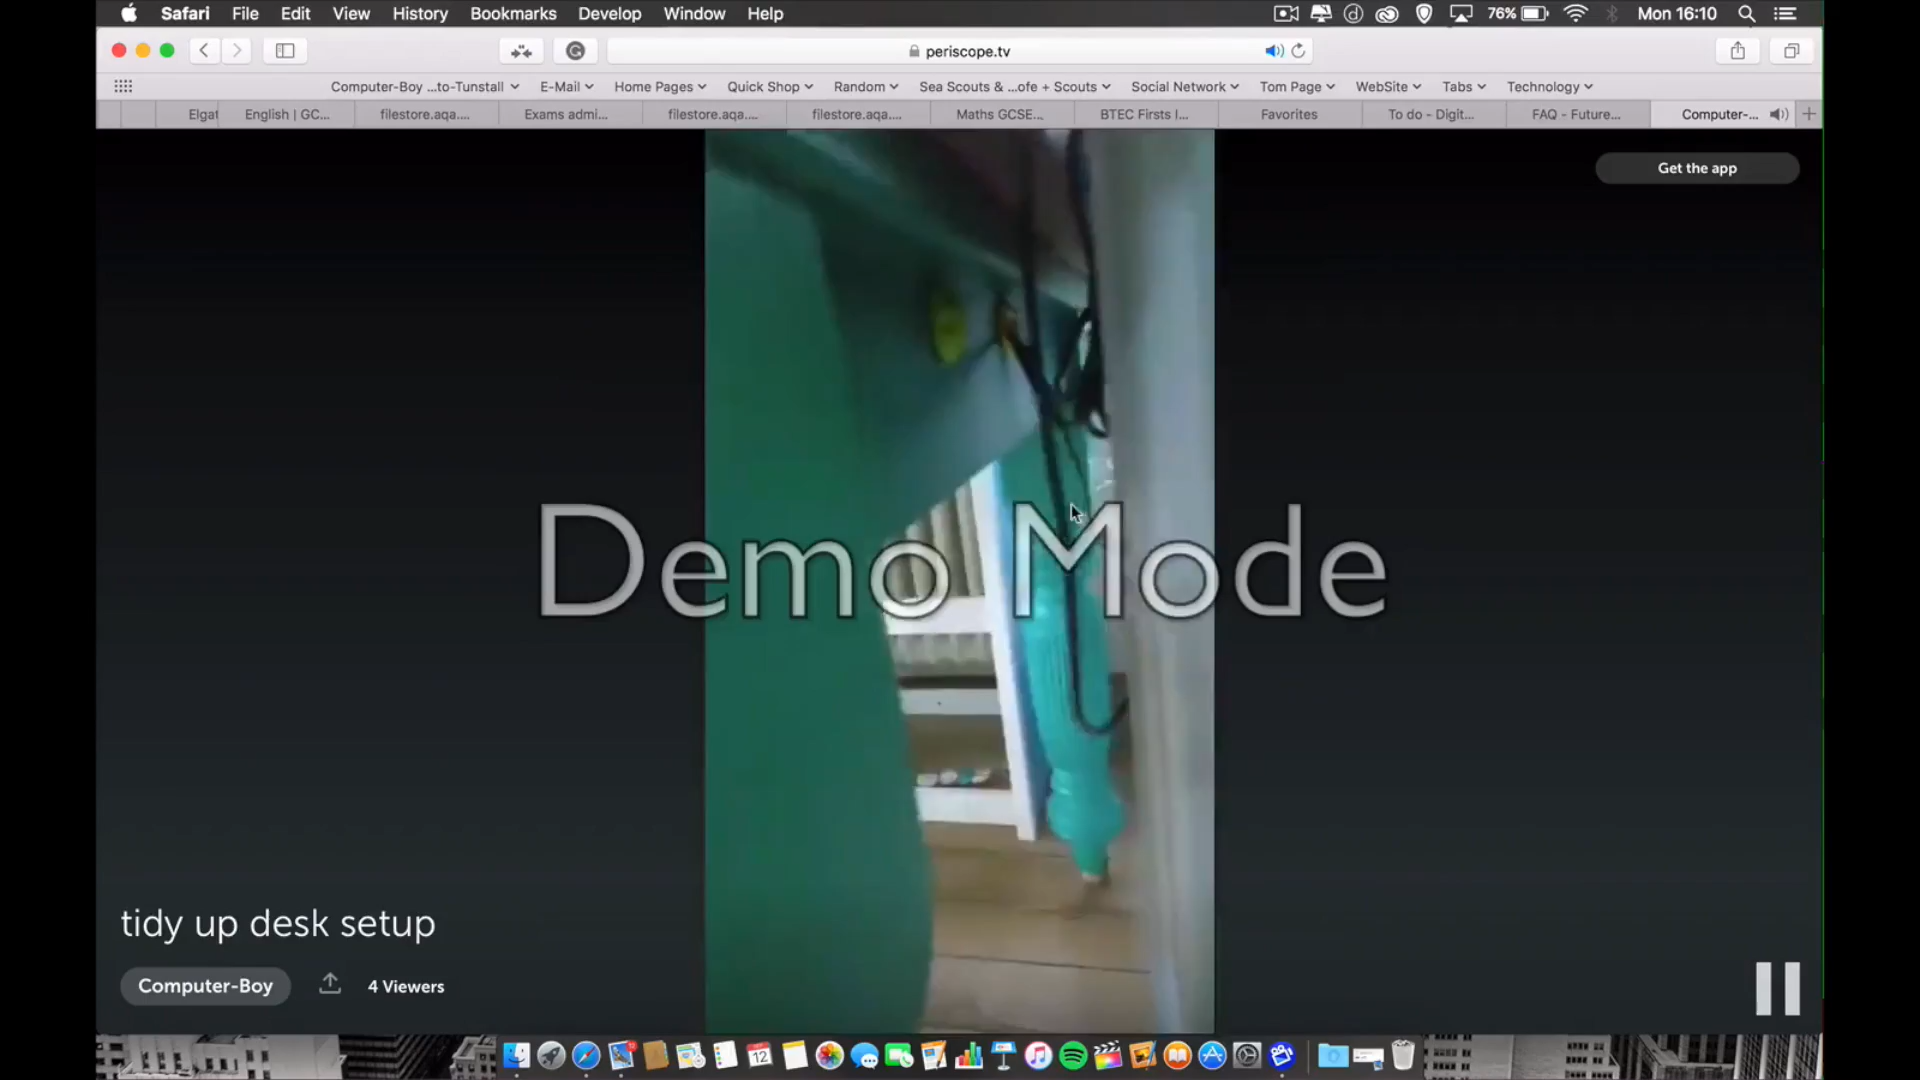 Safari File Edit View History Bookmarks Develop Window Help 76% Mon 16:10
periscope.tv
Computer-Boy ...to-Tunstall E-Mail Home Pages Quick Shop Random Sea Scouts & ...ofe + Scouts Social Network Tom Page WebSite Tabs Technology
Elgat English | GC... filestore.aqa.... Exams admi... filestore.aqa.... filestore.aqa.... Maths GCSE... BTEC Firsts I... Favorites To do - Digit... FAQ - Future... Computer-...
Get the app
Demo Mode
tidy up desk setup
Computer-Boy 4 Viewers
12